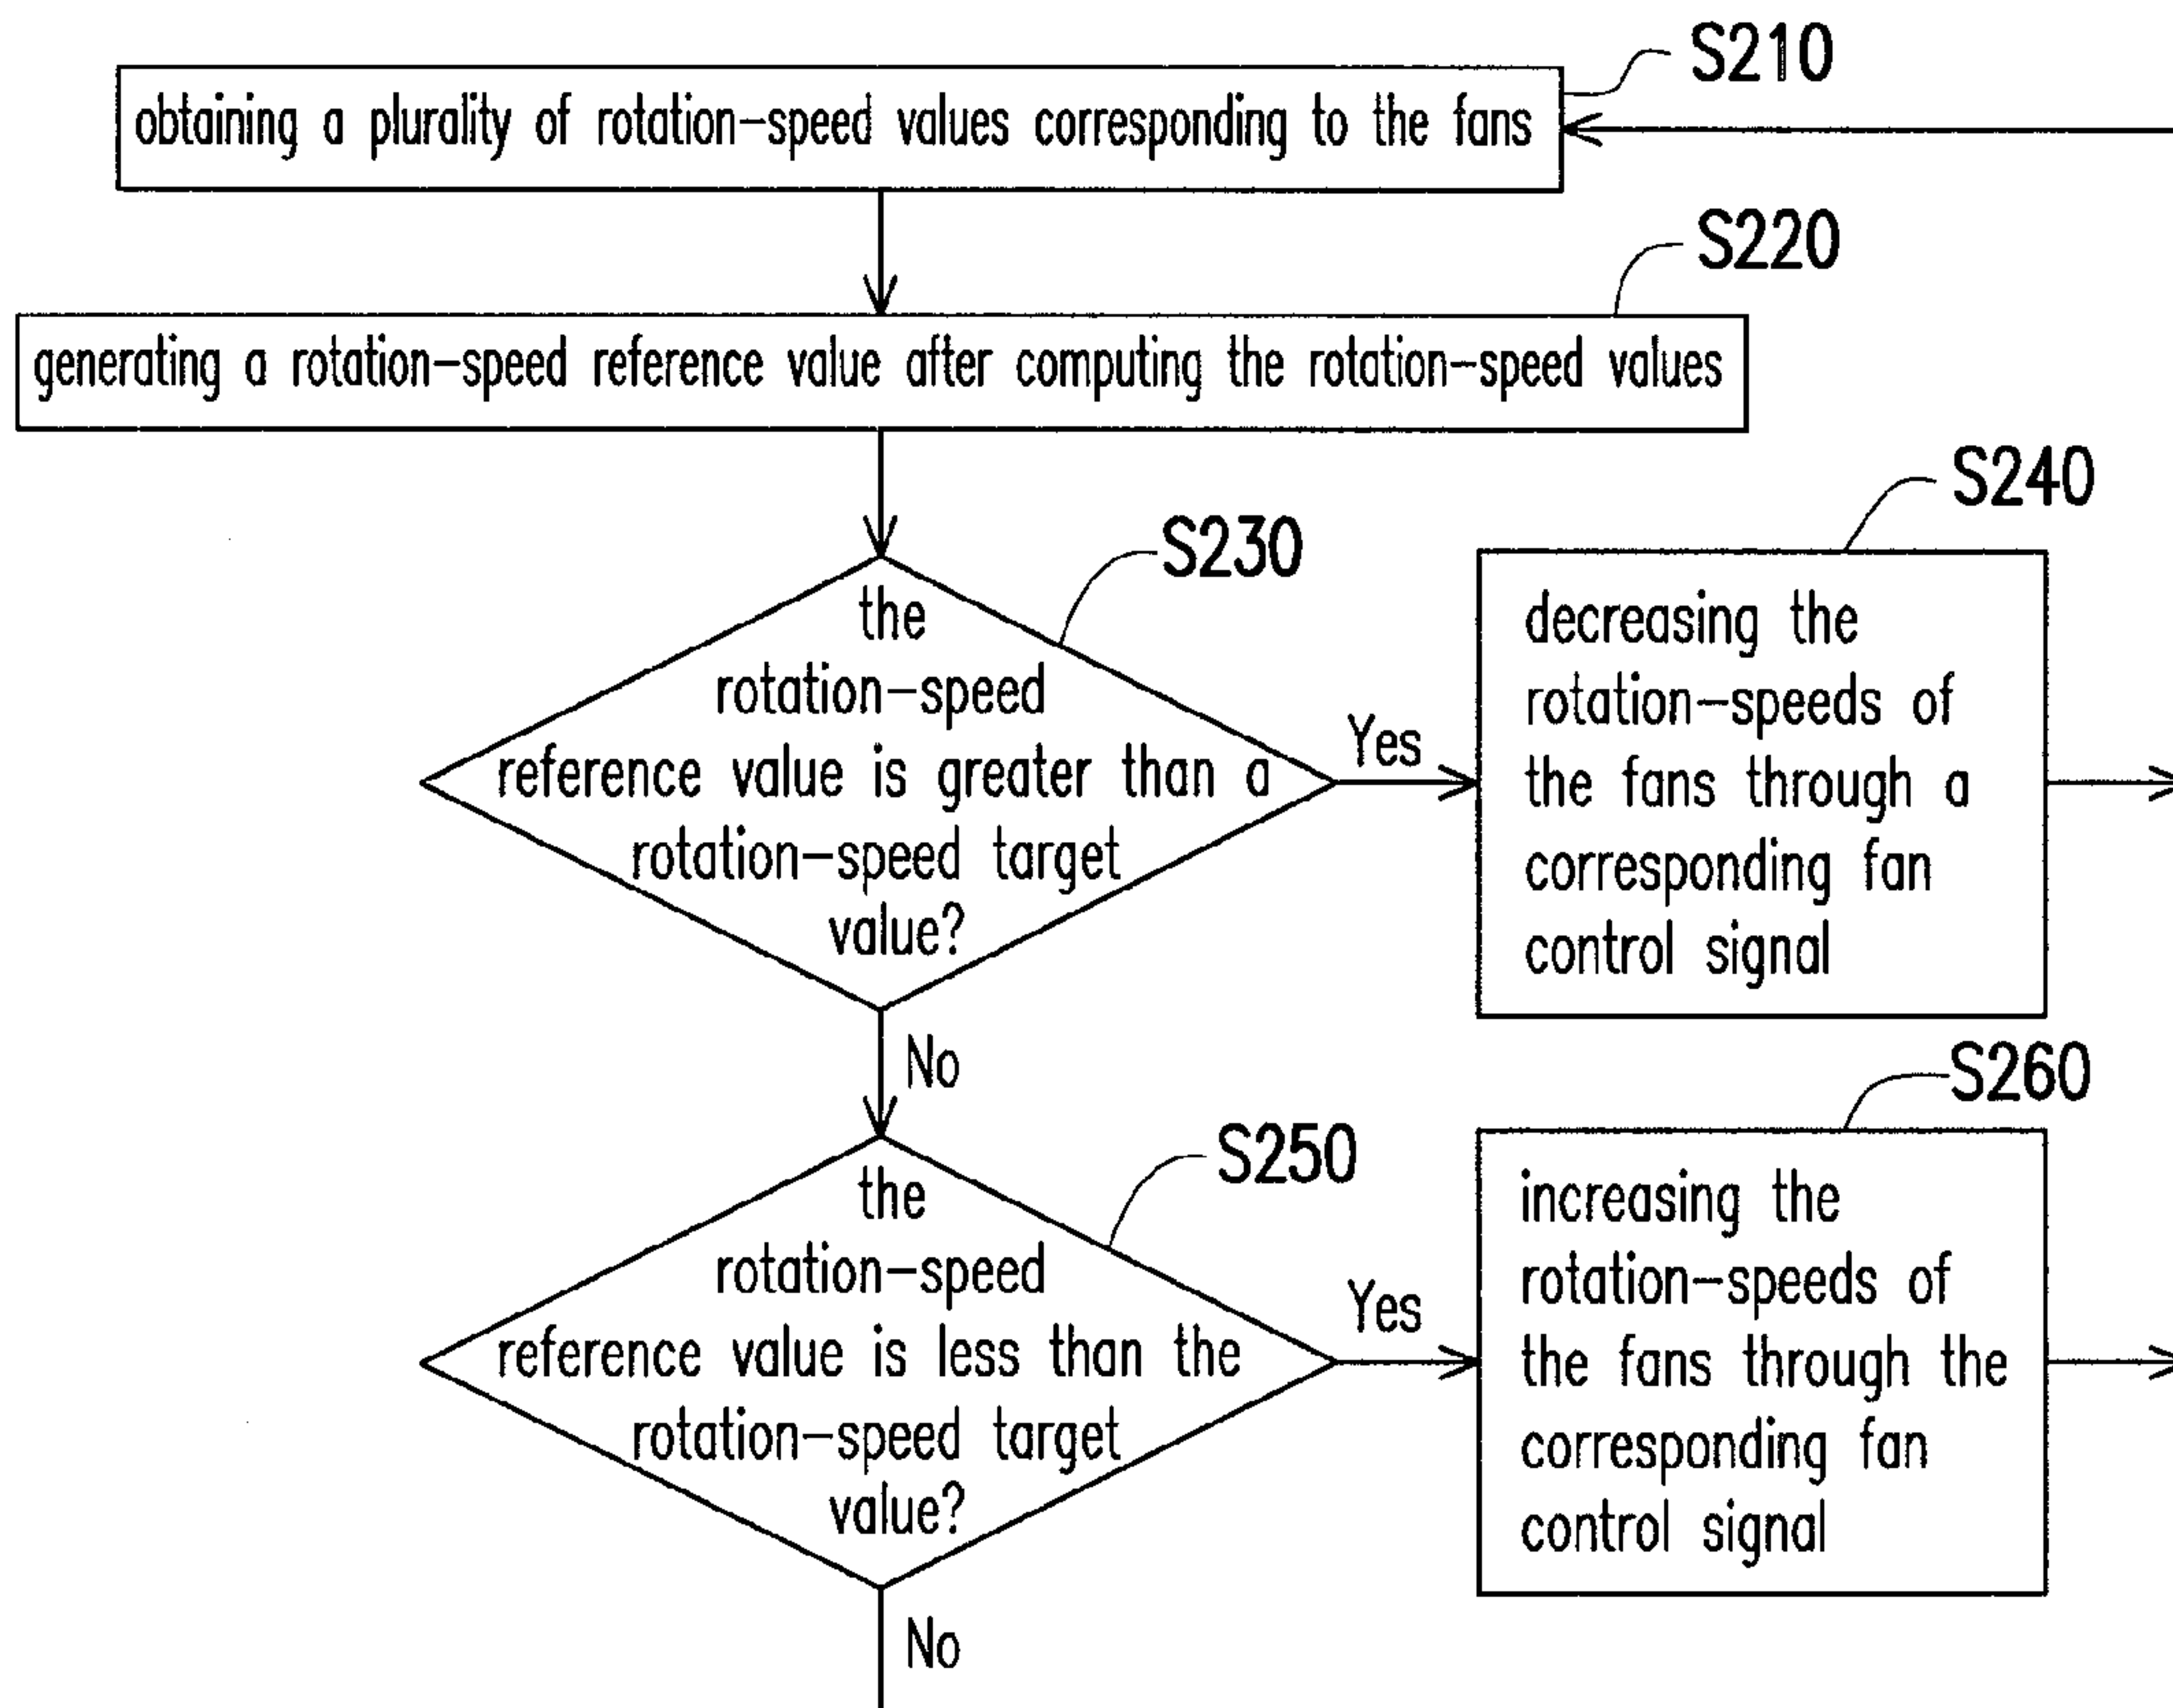 S210
obtaining a plurality of rotation-speed values corresponding to the fans
S220
generating a rotation-speed reference value after computing the rotation-speed values
S230
the
rotation-speed
reference value is greater than a
rotation-speed target
value?
Yes
S240
decreasing the
rotation-speeds of
the fans through a
corresponding fan
control signal
No
S250
the
rotation-speed
reference value is less than the
rotation-speed target
value?
Yes
S260
increasing the
rotation-speeds of
the fans through the
corresponding fan
control signal
No